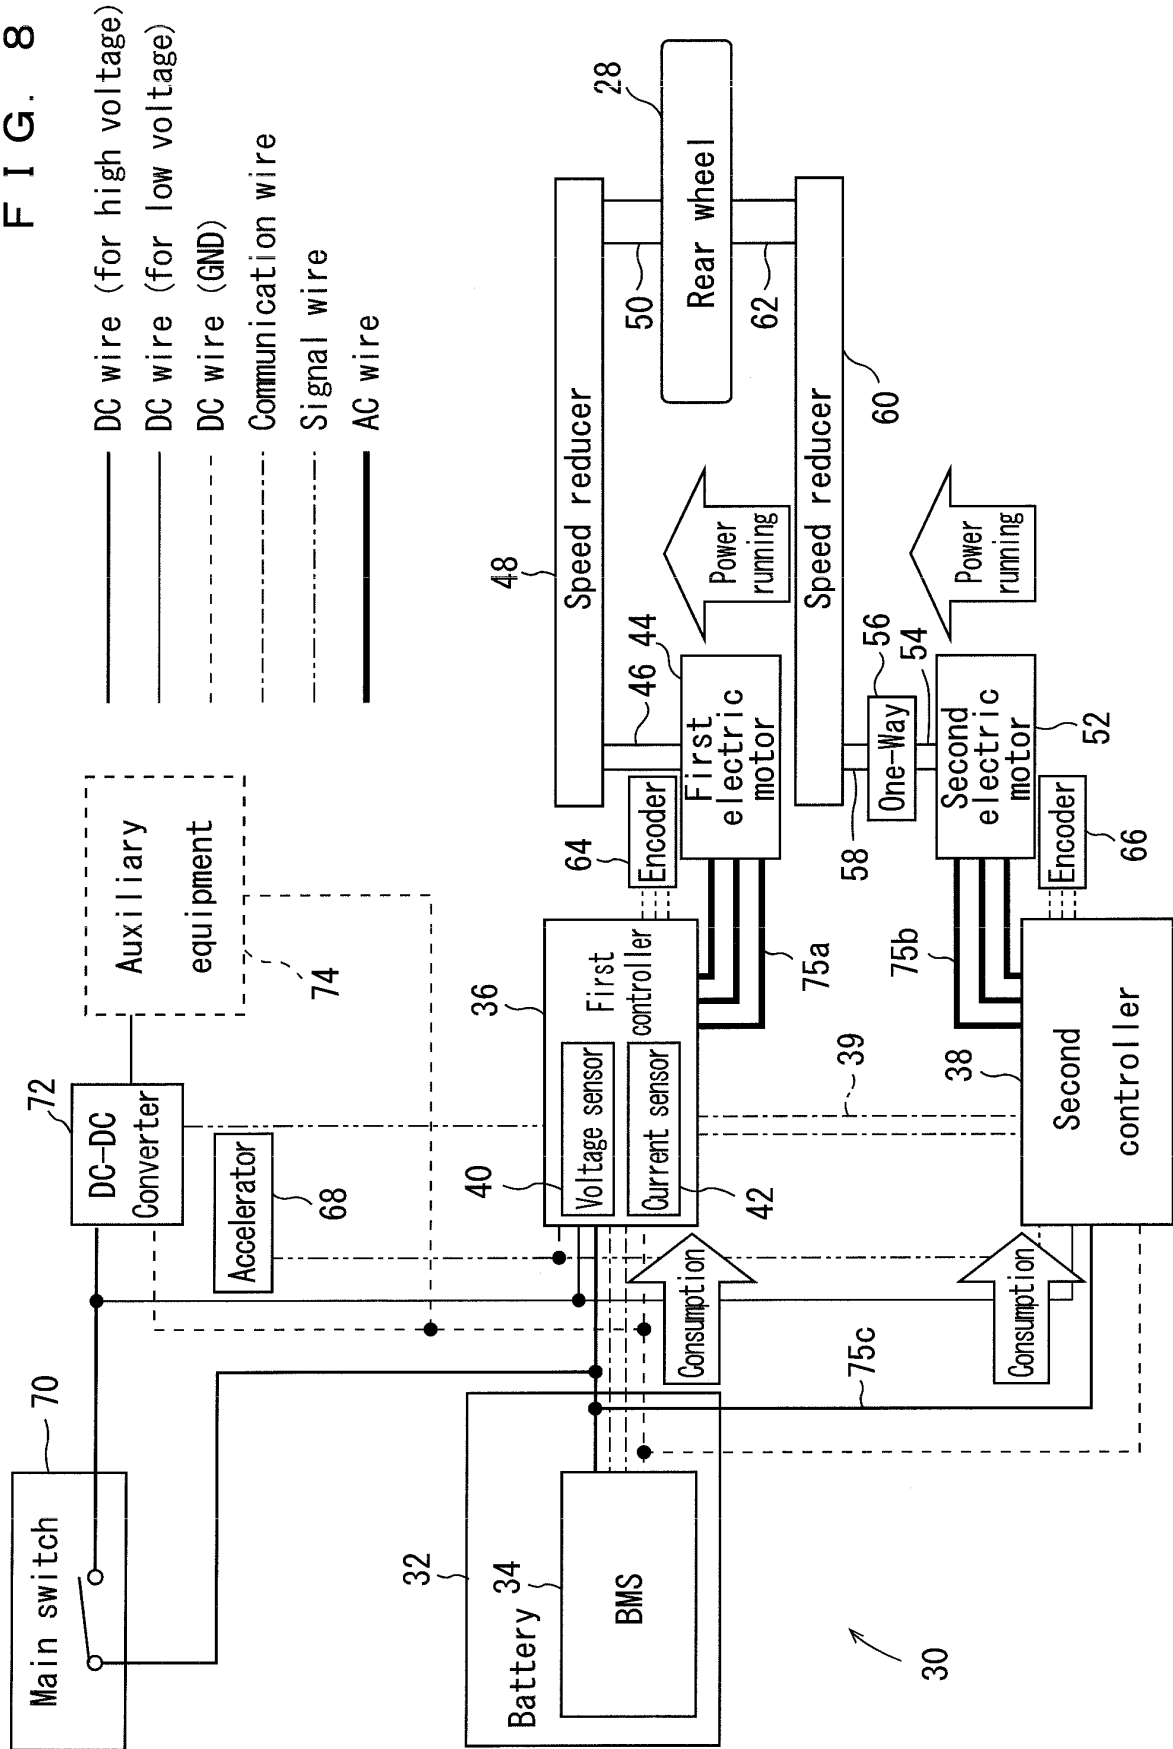 FIG. 8
DC wire (for high voltage)
DC wire (for low voltage)
DC wire (GND)
Communication wire
Signal wire
AC wire
Main switch
70
72
DC-DC
Converter
Auxiliary
equipment
74
Accelerator
68
32
Battery
34
BMS
36
First
controller
40
Voltage sensor
Current sensor
42
Consumption
64
Encoder
46
44
First
electric
motor
75a
48
Speed reducer
Power
running
50
28
Rear wheel
62
Speed reducer
60
39
38
Second
controller
Consumption
75c
75b
58
One-Way
56
54
Second
electric
motor
52
Encoder
66
Power
running
30